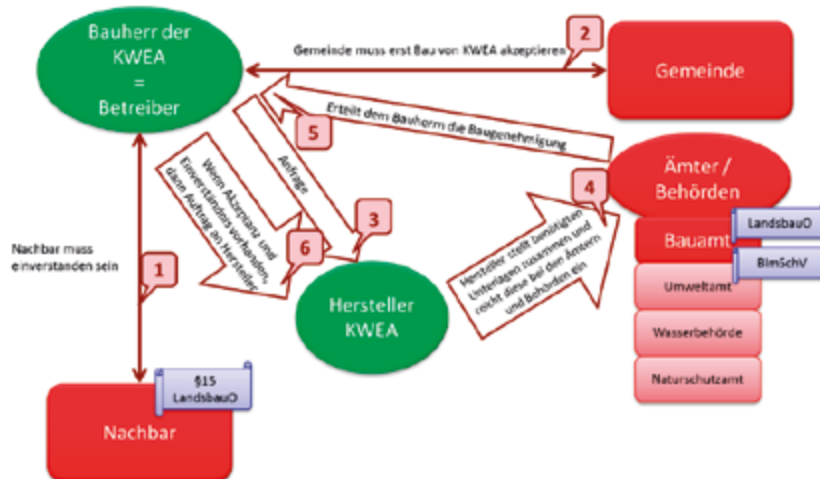 Bauherr der
KWEA
=
Betreiber
Gemeinde muss erst Bau von KWEA akzeptieren
2
Gemeinde
Erteilt dem Bauherrn die Baugenehmigung
5
Ämter /
Behörden
4
LandsbauO
Bauamt
BImSchV
Umweltamt
Wasserbehörde
Naturschutzamt
Anfrage
3
Wenn Akzeptanz und
Einverständnis vorhanden,
dann Auftrag an Hersteller
6
Hersteller stellt benötigten
Unterlagen zusammen und
reicht diese bei den Ämtern
und Behörden ein
Nachbar muss
einverstanden sein
1
Hersteller
KWEA
§15
LandsbauO
Nachbar